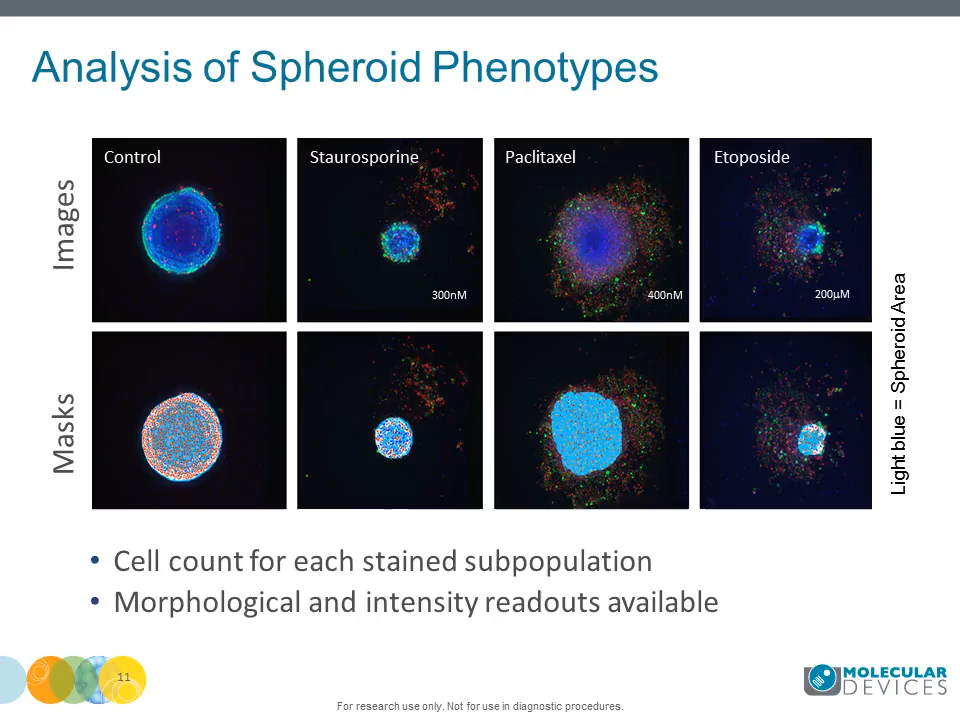 Analysis of Spheroid Phenotypes
Control
Staurosporine
Paclitaxel
Etoposide
Images
300nM
400nM
200µM
Masks
Light blue = Spheroid Area
• Cell count for each stained subpopulation
• Morphological and intensity readouts available
11
MOLECULAR
DEVICES
For research use only. Not for use in diagnostic procedures.